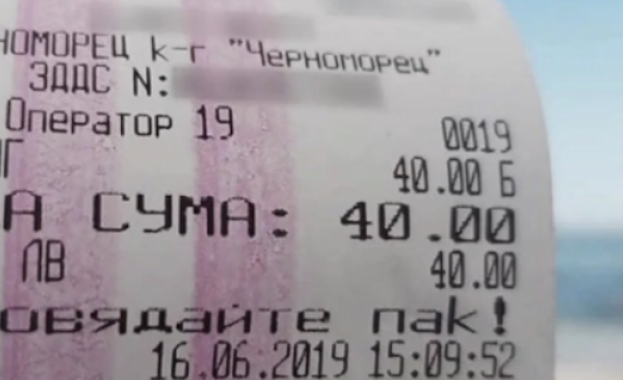 НОМОРЕЦ к-г "Черноморец"
ЗДДС N:
Оператор 19 0019
40.00 Б
А СУМА: 40.00
ЛВ 40.00
овядайте пак!
16.06.2019 15:09:52